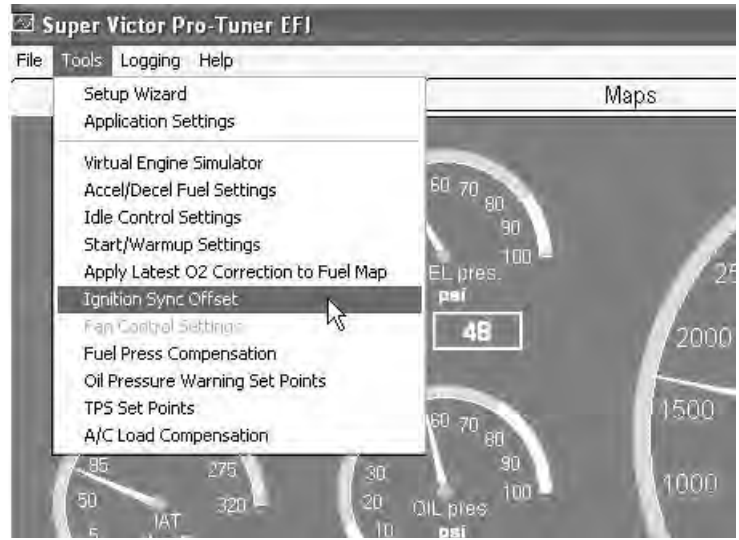 Super Victor Pro-Tuner EFI
File Tools Logging Help
Maps
Setup Wizard
Application Settings
Virtual Engine Simulator
Accel/Decel Fuel Settings
Idle Control Settings
Start/Warmup Settings
Apply Latest O2 Correction to Fuel Map
Ignition Sync Offset
Fan Control Settings
Fuel Press Compensation
Oil Pressure Warning Set Points
TPS Set Points
A/C Load Compensation
60 70 80 90 100
EL pres.
psi
48
2000
1500
1000
60 70 80 90 100
30 20 10
OIL pres
psi
275
320
50
IAT